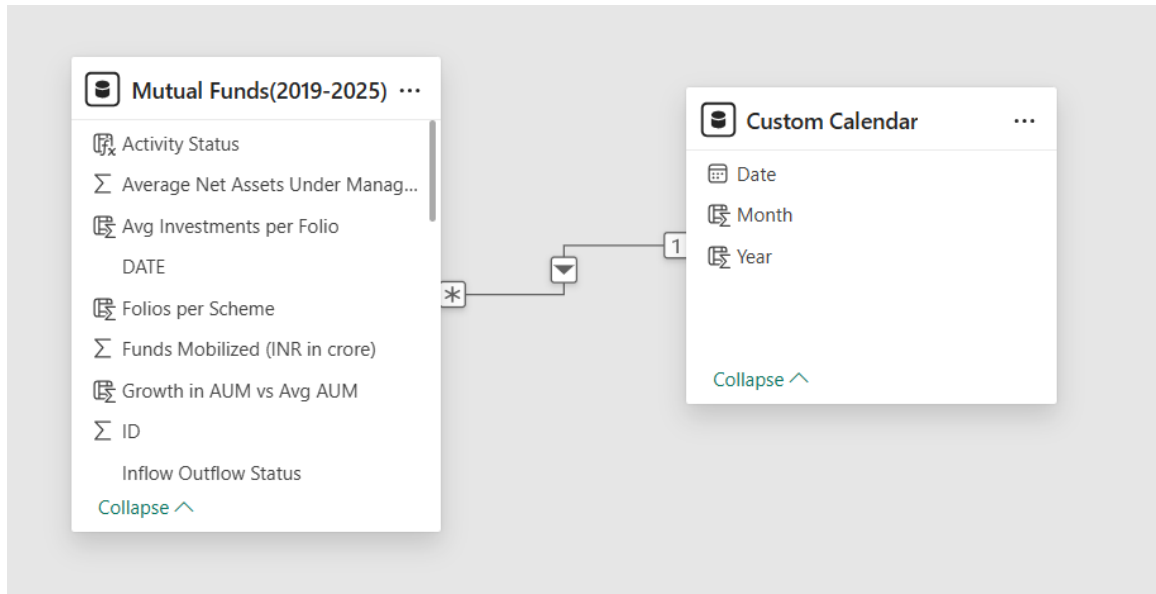 Mutual Funds(2019-2025) ...
Activity Status
Average Net Assets Under Manag...
Avg Investments per Folio
DATE
Folios per Scheme
Funds Mobilized (INR in crore)
Growth in AUM vs Avg AUM
ID
Inflow Outflow Status
Collapse
*
1
Custom Calendar ...
Date
Month
Year
Collapse